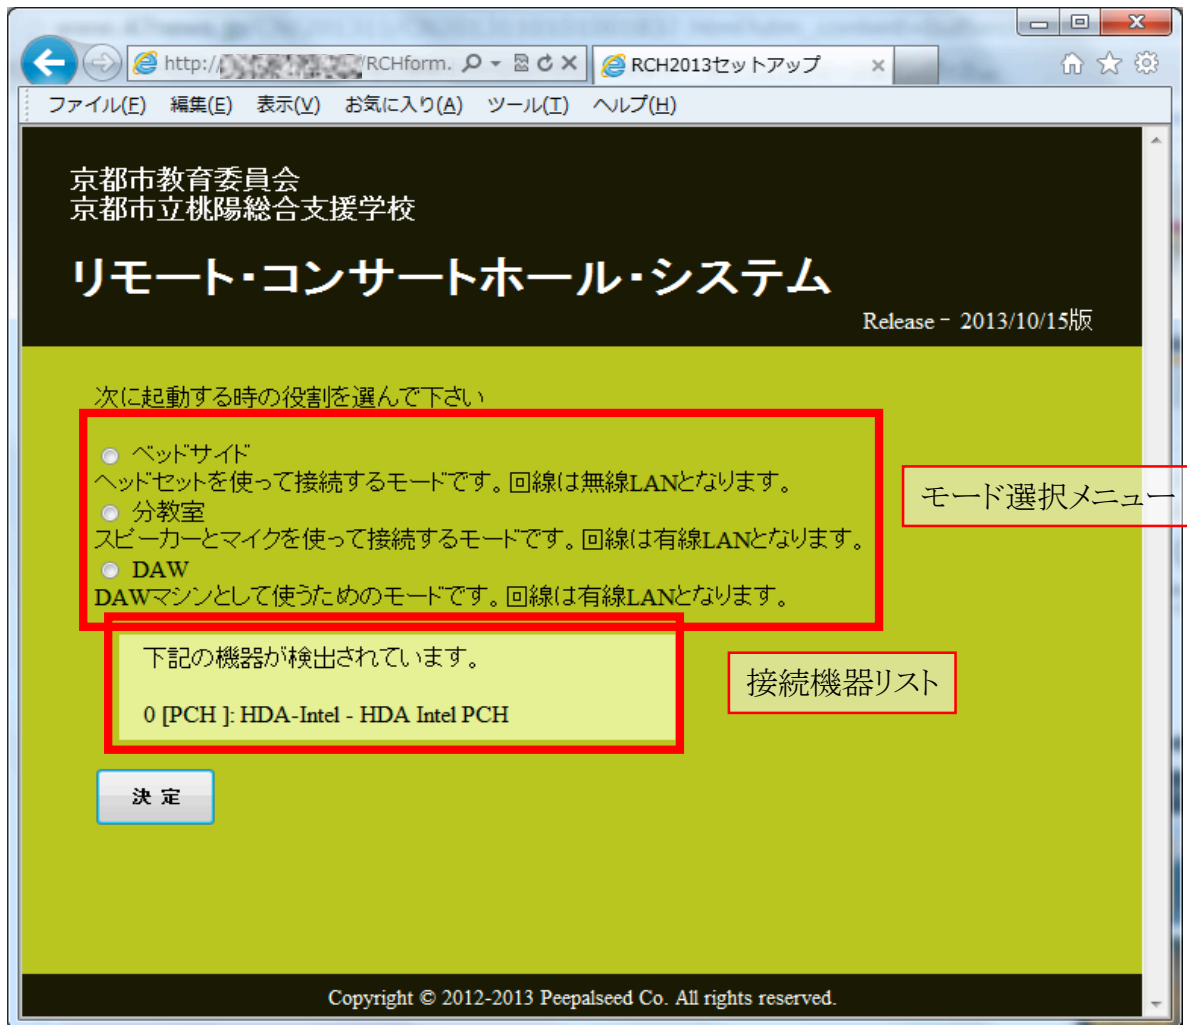 http:// /RCHform.
RCH2013セットアップ
ファイル(F) 編集(E) 表示(V) お気に入り(A) ツール(T) ヘルプ(H)
京都市教育委員会
京都市立桃陽総合支援学校
リモート・コンサートホール・システム
Release - 2013/10/15版
次に起動する時の役割を選んで下さい
ベッドサイド
ヘッドセットを使って接続するモードです。回線は無線LANとなります。
モード選択メニュー
分教室
スピーカーとマイクを使って接続するモードです。回線は有線LANとなります。
DAW
DAWマシンとして使うためのモードです。回線は有線LANとなります。
下記の機器が検出されています。
接続機器リスト
0 [PCH ]: HDA-Intel - HDA Intel PCH
決 定
Copyright © 2012-2013 Peepalseed Co. All rights reserved.